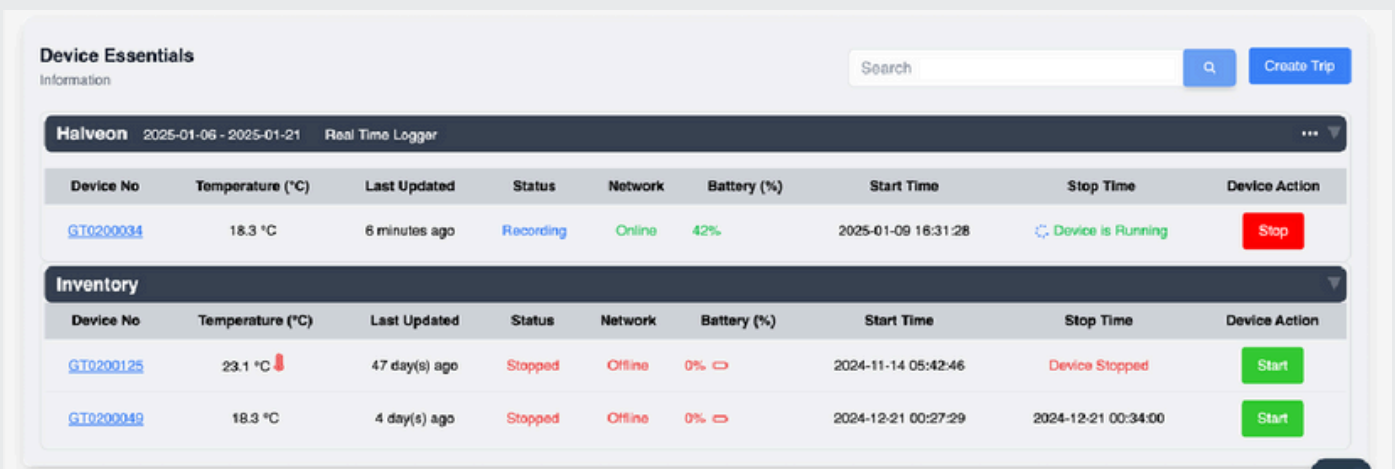 Device Essentials
Information
Search
Create Trip
Halveon 2025-01-06 - 2025-01-21 Real Time Logger ...
Device No Temperature (°C) Last Updated Status Network Battery (%) Start Time Stop Time Device Action
GT0200034 18.3 °C 6 minutes ago Recording Online 42% 2025-01-09 16:31:28 Device is Running Stop
Inventory
Device No Temperature (°C) Last Updated Status Network Battery (%) Start Time Stop Time Device Action
GT0200125 23.1 °C 47 day(s) ago Stopped Offline 0% 2024-11-14 05:42:46 Device Stopped Start
GT0200049 18.3 °C 4 day(s) ago Stopped Offline 0% 2024-12-21 00:27:29 2024-12-21 00:34:00 Start